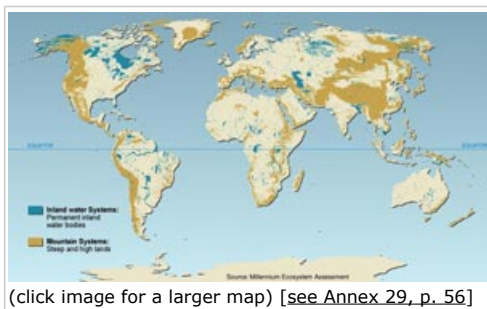 EQUATOR
EQUATOR
Inland water Systems:
Permanent inland
water bodies
Mountain Systems:
Steep and high lands
Source: Millennium Ecosystem Assessment
(click image for a larger map) [see Annex 29, p. 56]